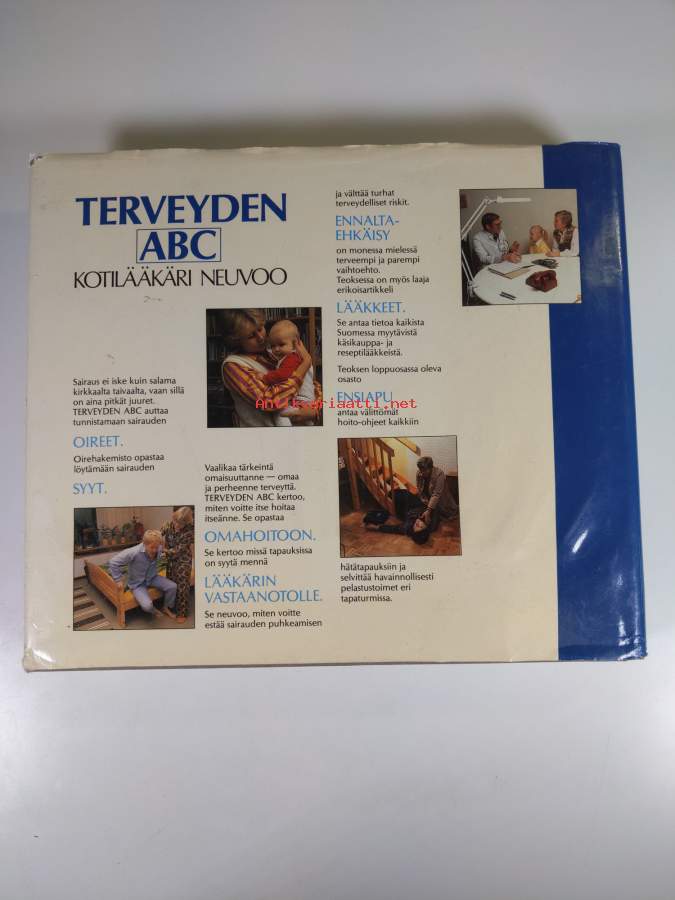 TERVEYDEN
ABC
KOTILÄÄKÄRI NEUVOO
Sairaus ei iske kuin salama
kirkkaalta taivaalta, vaan sillä
on aina pitkät juuret.
TERVEYDEN ABC auttaa
tunnistamaan sairauden
OIREET.
Oirehakemisto opastaa
löytämään sairauden
SYYT.
Vaalikaa tärkeintä
omaisuuttanne — omaa
ja perheenne terveyttä.
TERVEYDEN ABC kertoo,
miten voitte itse hoitaa
itseänne. Se opastaa
OMAHOITOON.
Se kertoo missä tapauksissa
on syytä mennä
LÄÄKÄRIN
VASTAANOTOLLE.
Se neuvoo, miten voitte
estää sairauden puhkeamisen
ja välttää turhat
terveydelliset riskit.
ENNALTA-
EHKÄISY
on monessa mielessä
terveempi ja parempi
vaihtoehto.
Teoksessa on myös laaja
erikoisartikkeli
LÄÄKKEET.
Se antaa tietoa kaikista
Suomessa myytävistä
käsikauppa- ja
reseptilääkkeistä.
Teoksen loppuosassa oleva
osasto
ENSIAPU
antaa välittömät
hoito-ohjeet kaikkiin
hätätapauksiin ja
selvittää havainnollisesti
pelastustoimet eri
tapaturmissa.
Antikvariaatti.net